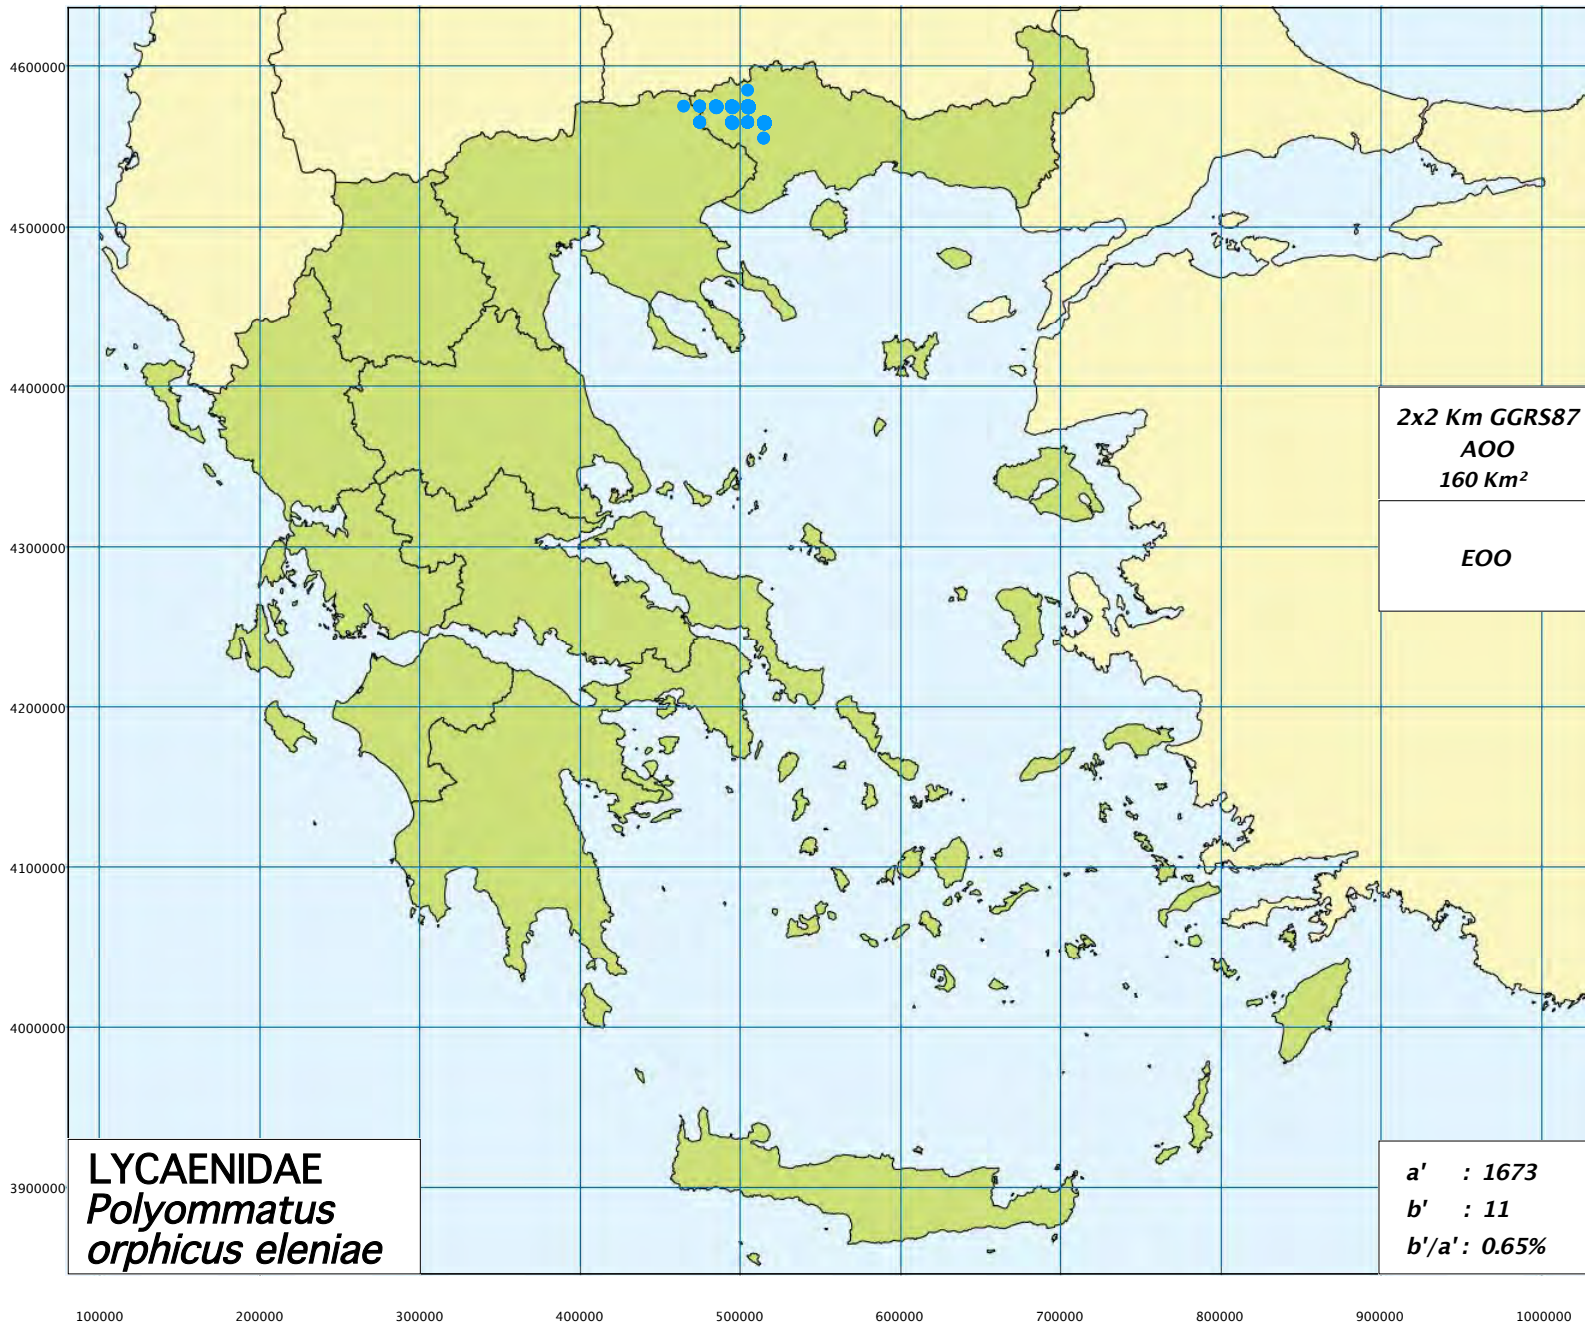 4600000
4500000
4400000
4300000
4200000
4100000
4000000
3900000
2x2 Km GGRS87
AOO
160 Km²
EOO
LYCAENIDAE
Polyommatus
orphicus eleniae
a' : 1673
b' : 11
b'/a' : 0.65%
100000 200000 300000 400000 500000 600000 700000 800000 900000 1000000